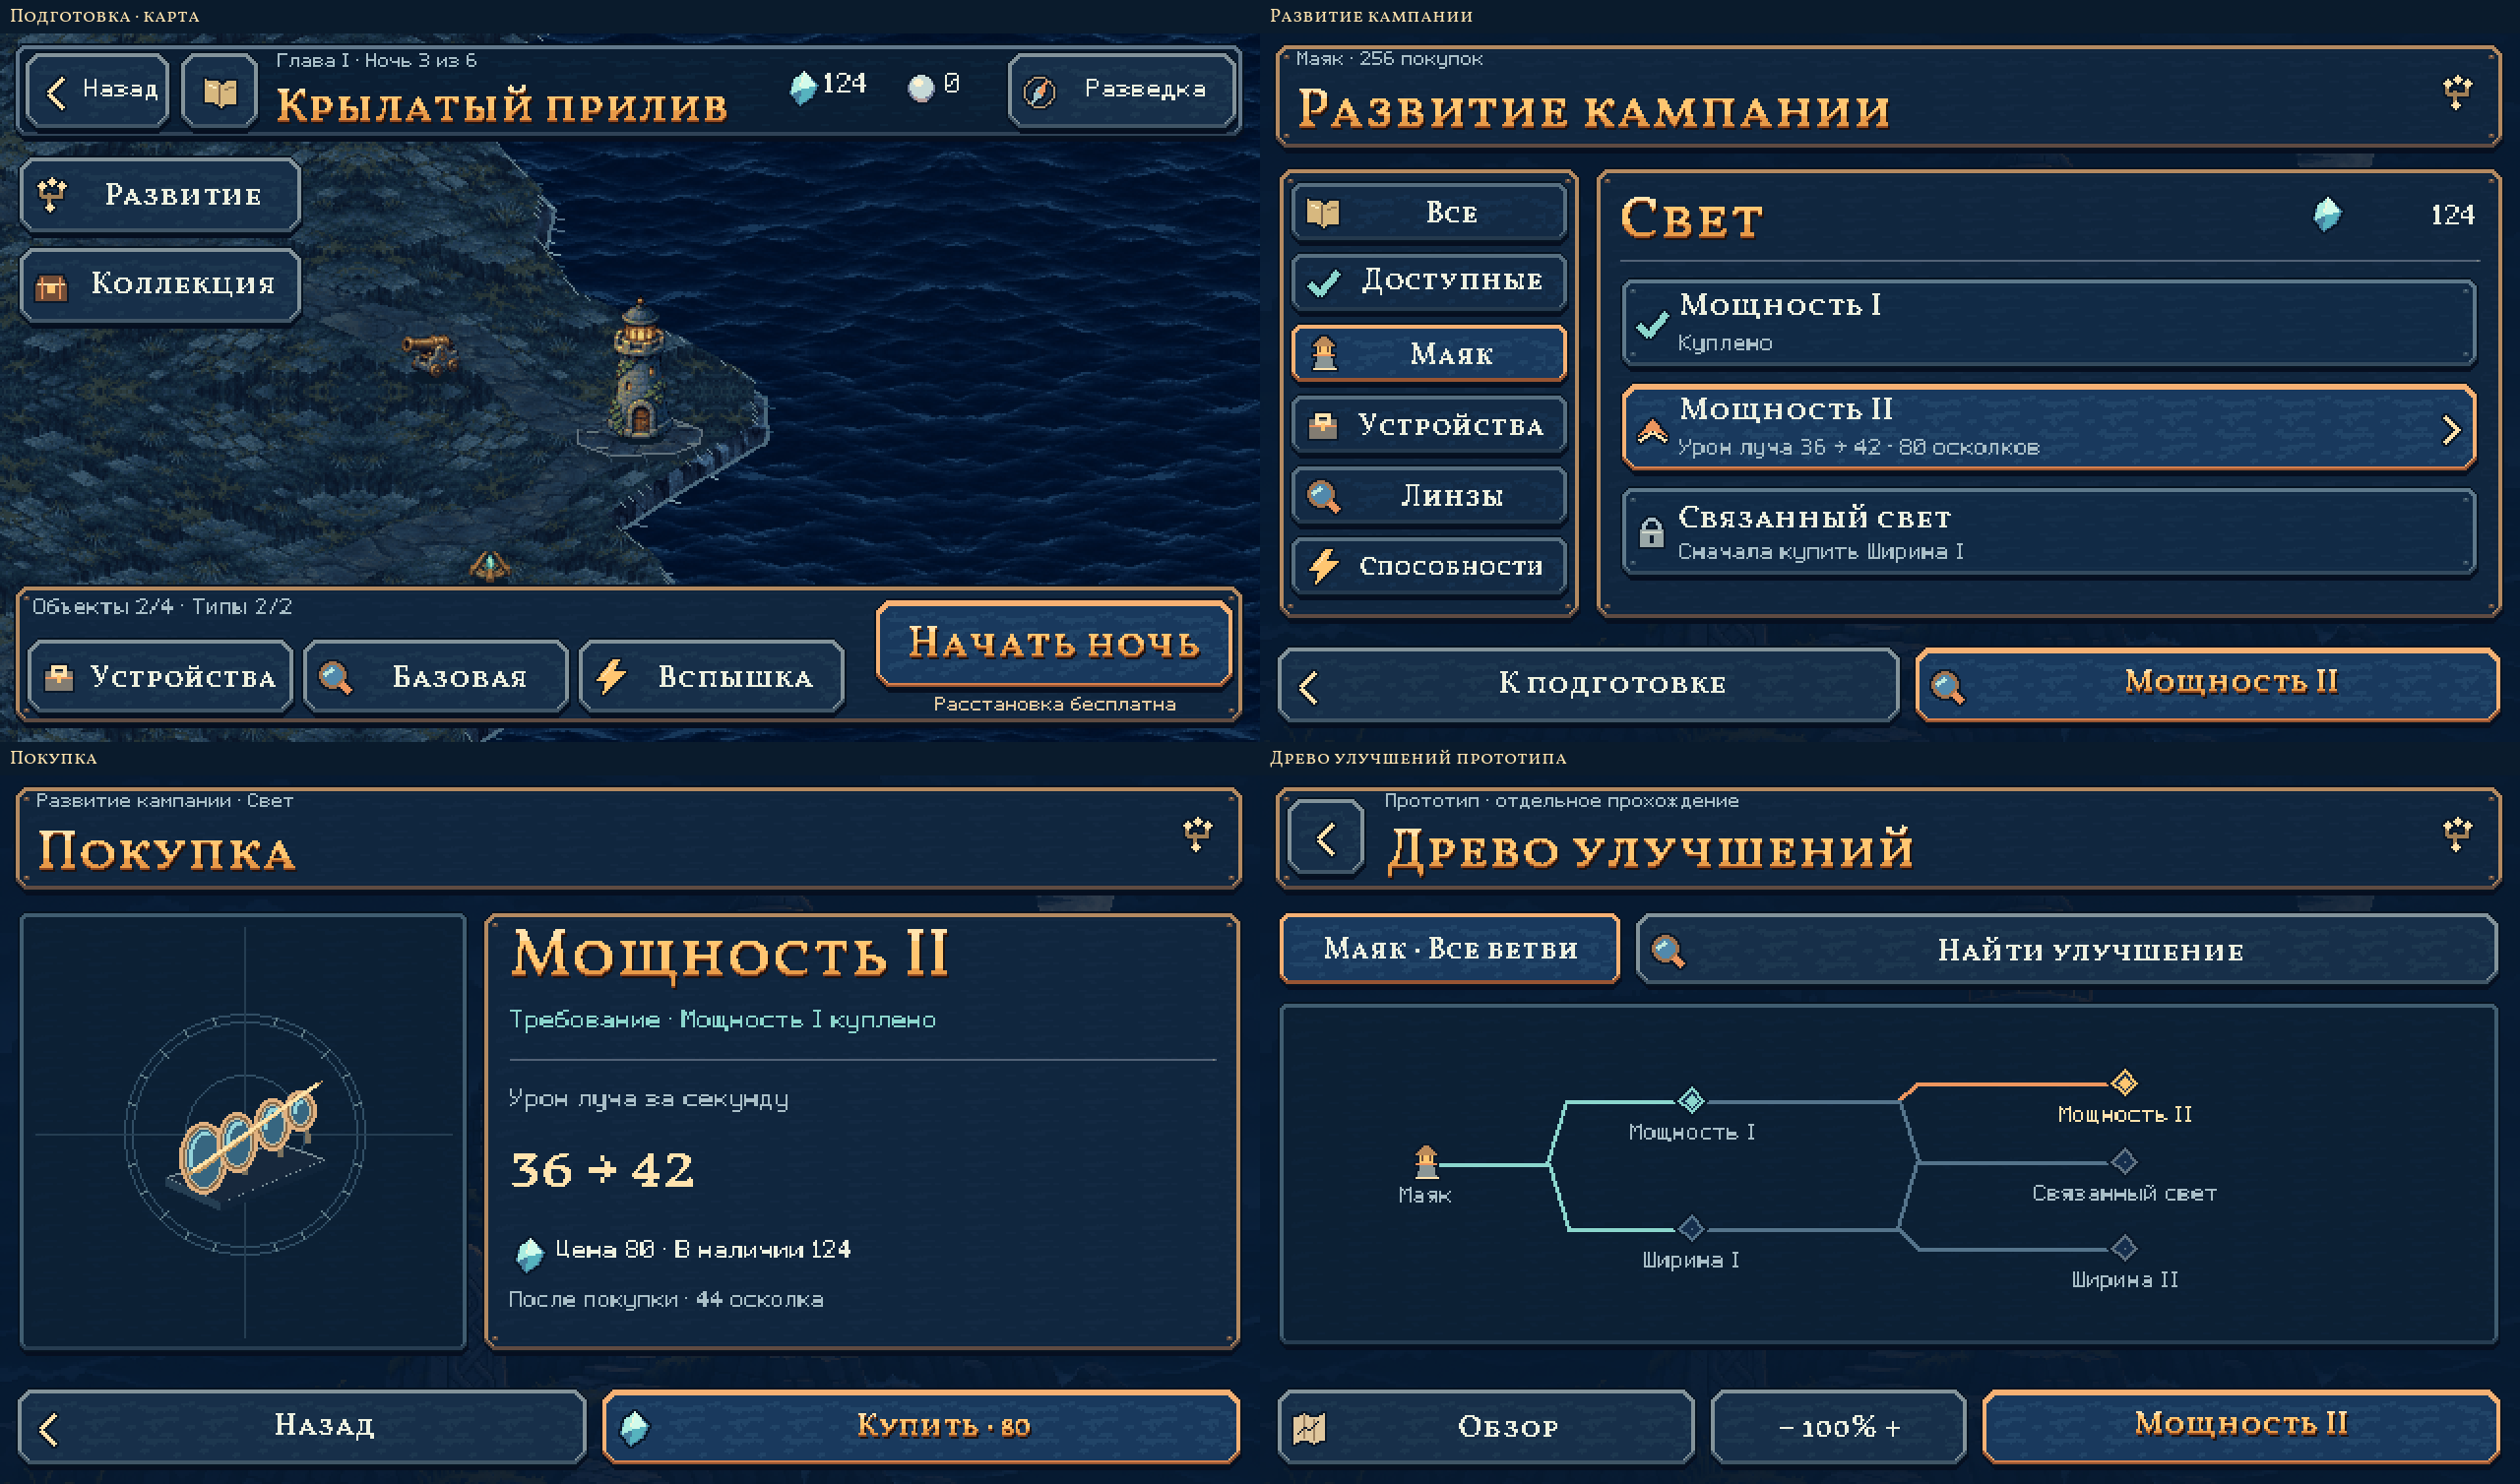 Подготовка · карта
Глава I · Ночь 3 из 6
Назад
Крылатый прилив
124
0
Разведка
Развитие
Коллекция
Объекты 2/4 · Типы 2/2
Устройства
Базовая
Вспышка
Начать ночь
Расстановка бесплатна
Развитие кампании
Маяк · 256 покупок
Развитие кампании
Все
Доступные
Маяк
Устройства
Линзы
Способности
Свет
124
Мощность I
Куплено
Мощность II
Урон луча 36 → 42 · 80 осколков
Связанный свет
Сначала купить Ширина I
К подготовке
Мощность II
Покупка
Развитие кампании · Свет
Покупка
Мощность II
Требование · Мощность I куплено
Урон луча за секунду
36 → 42
Цена 80 · В наличии 124
После покупки · 44 осколка
Назад
Купить · 80
Древо улучшений прототипа
Прототип · отдельное прохождение
Древо улучшений
Маяк · Все ветви
Найти улучшение
Маяк
Мощность I
Ширина I
Мощность II
Связанный свет
Ширина II
Обзор
− 100% +
Мощность II